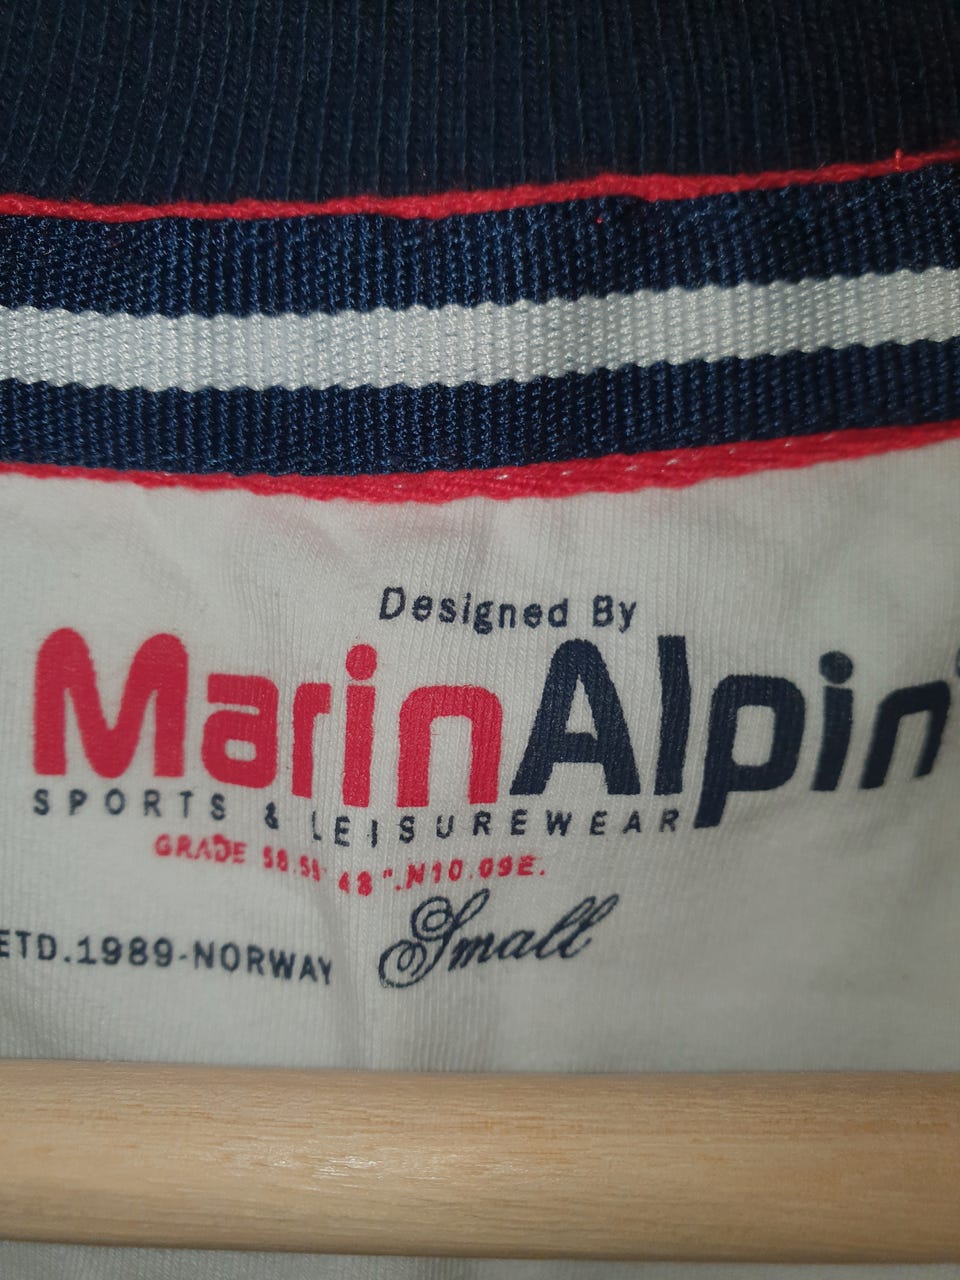 Designed By
MarinAlpin
SPORTS & LEISUREWEAR
GRADE 58.55' 48".N10.09E.
ETD.1989-NORWAY
Small